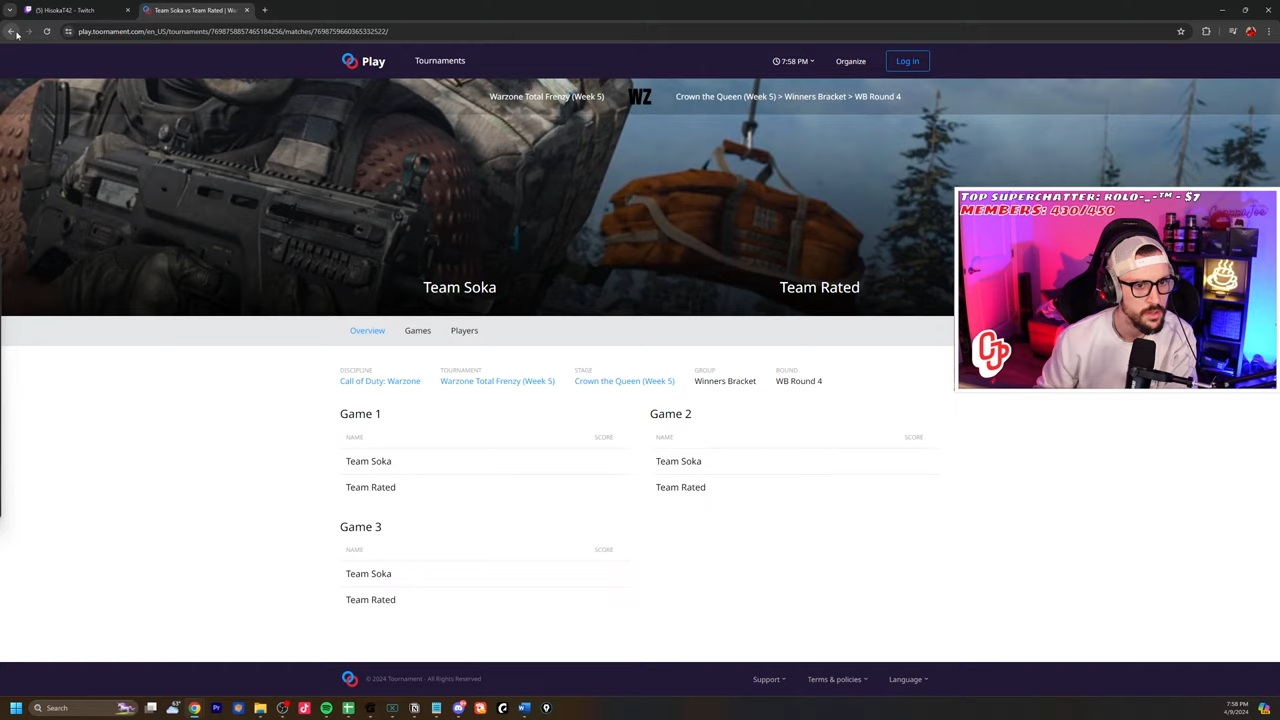 (5) HisokaT42 - Twitch
Team Soka vs Team Rated | Wa
play.toornament.com/en_US/tournaments/7698758857465184256/matches/7698759660365332522/
Play
Tournaments
7:58 PM
Organize
Log in
Warzone Total Frenzy (Week 5)
WZ
Crown the Queen (Week 5) > Winners Bracket > WB Round 4
TOP SUPERCHATTER: ROLO-_-™ - $7
MEMBERS: 430/450
Team Soka
Team Rated
CJP
Overview
Games
Players
DISCIPLINE
TOURNAMENT
STAGE
GROUP
ROUND
Call of Duty: Warzone
Warzone Total Frenzy (Week 5)
Crown the Queen (Week 5)
Winners Bracket
WB Round 4
Game 1
Game 2
NAME
SCORE
NAME
SCORE
Team Soka
Team Soka
Team Rated
Team Rated
Game 3
NAME
SCORE
Team Soka
Team Rated
© 2024 Toornament - All Rights Reserved
Support
Terms & policies
Language
Search
63°
7:58 PM
4/9/2024